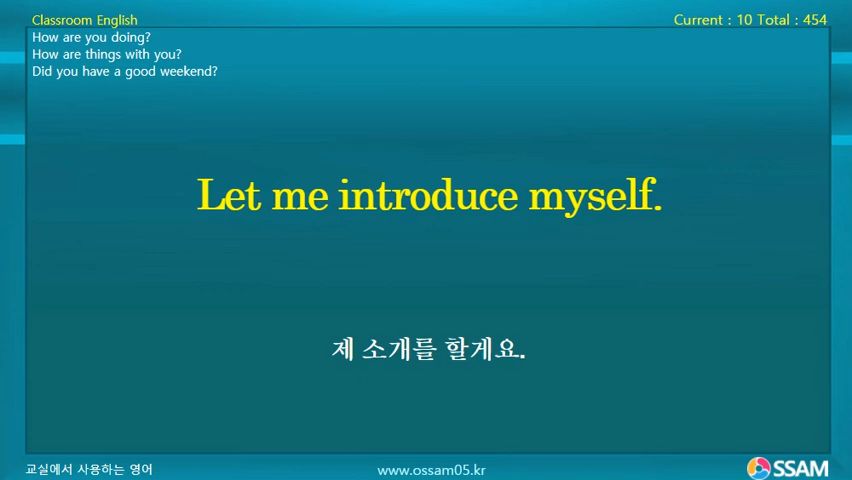 Classroom English
Current : 10 Total : 454
How are you doing?
How are things with you?
Did you have a good weekend?
Let me introduce myself.
제 소개를 할게요.
교실에서 사용하는 영어
www.ossam05.kr
SSAM